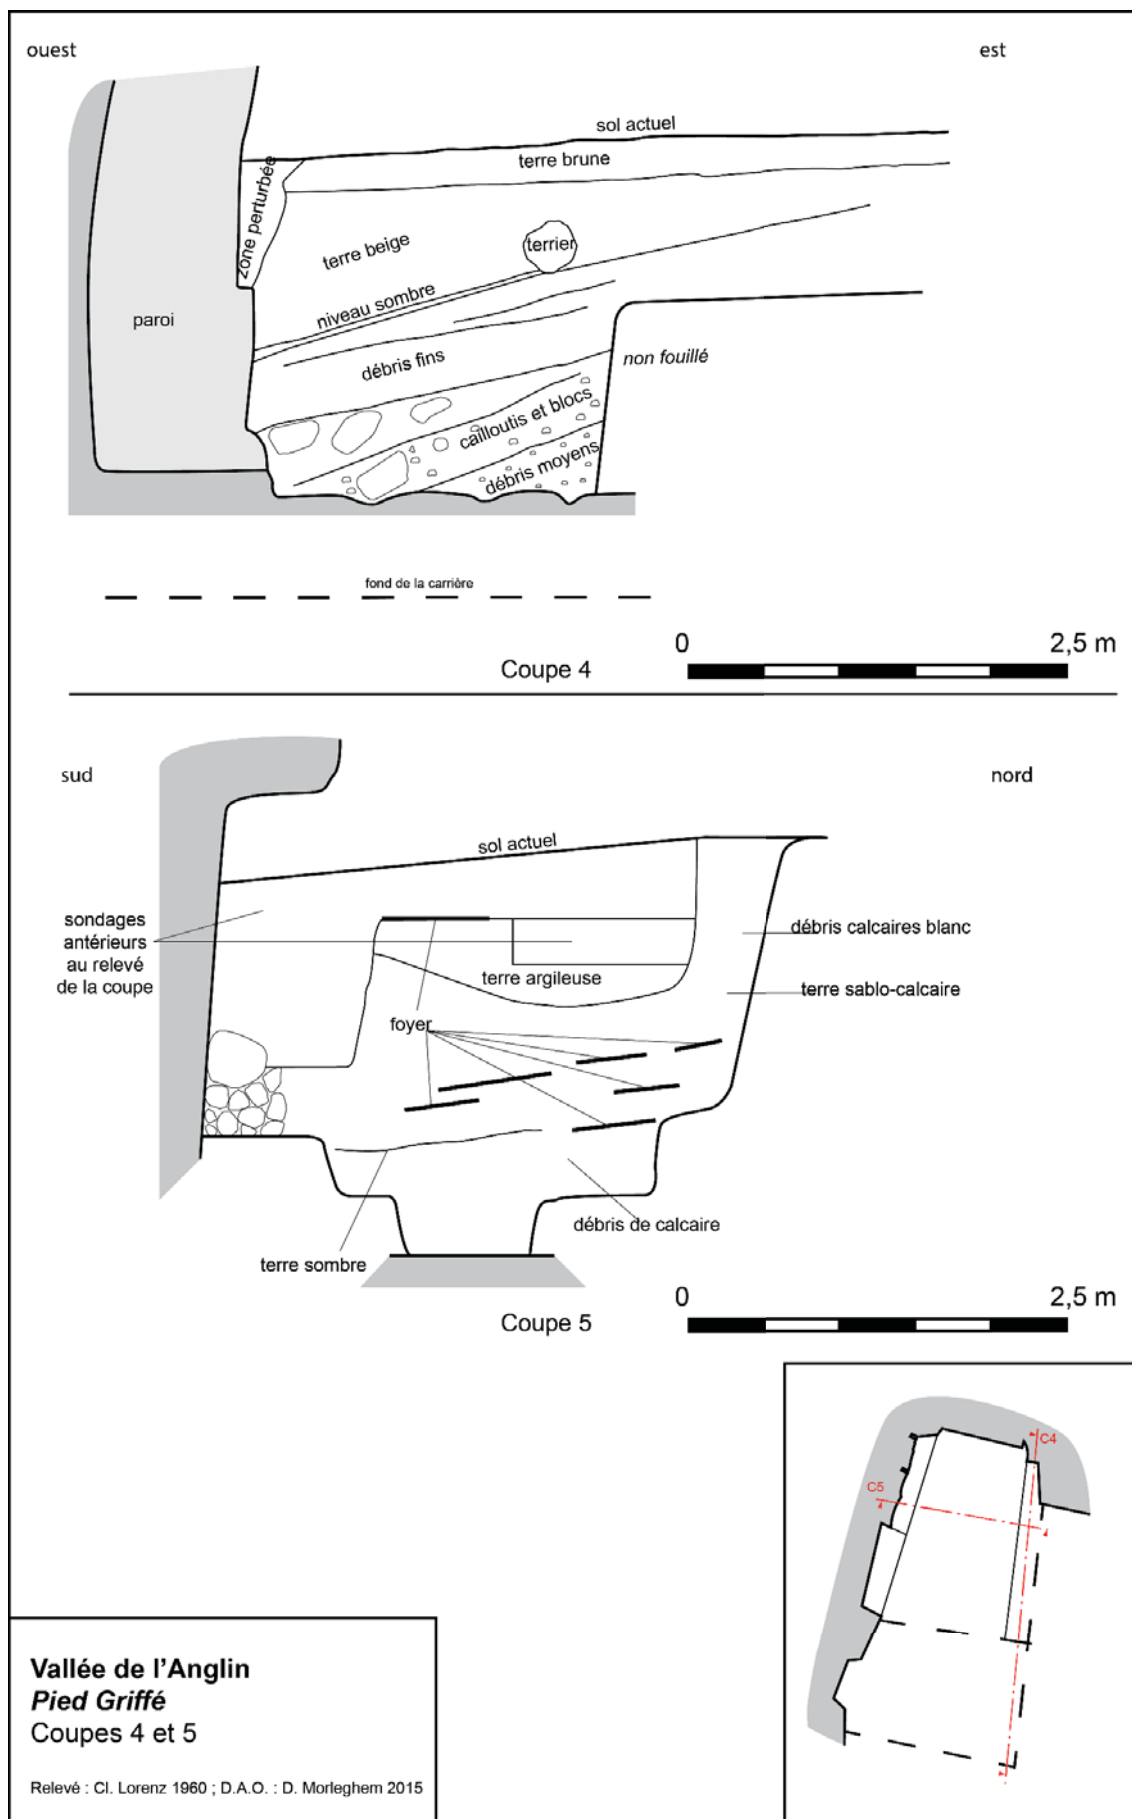 ouest
est
sol actuel
terre brune
zone perturbée
terre beige
terrier
niveau sombre
paroi
débris fins
non fouillé
cailloutis et blocs
débris moyens
fond de la carrière
0
2,5 m
Coupe 4
sud
nord
sol actuel
sondages
antérieurs
au relevé
de la coupe
débris calcaires blanc
terre argileuse
terre sablo-calcaire
foyer
débris de calcaire
terre sombre
0
2,5 m
Coupe 5
C4
C5
Vallée de l'Anglin
Pied Griffé
Coupes 4 et 5
Relevé : Cl. Lorenz 1960 ; D.A.O. : D. Morleghem 2015